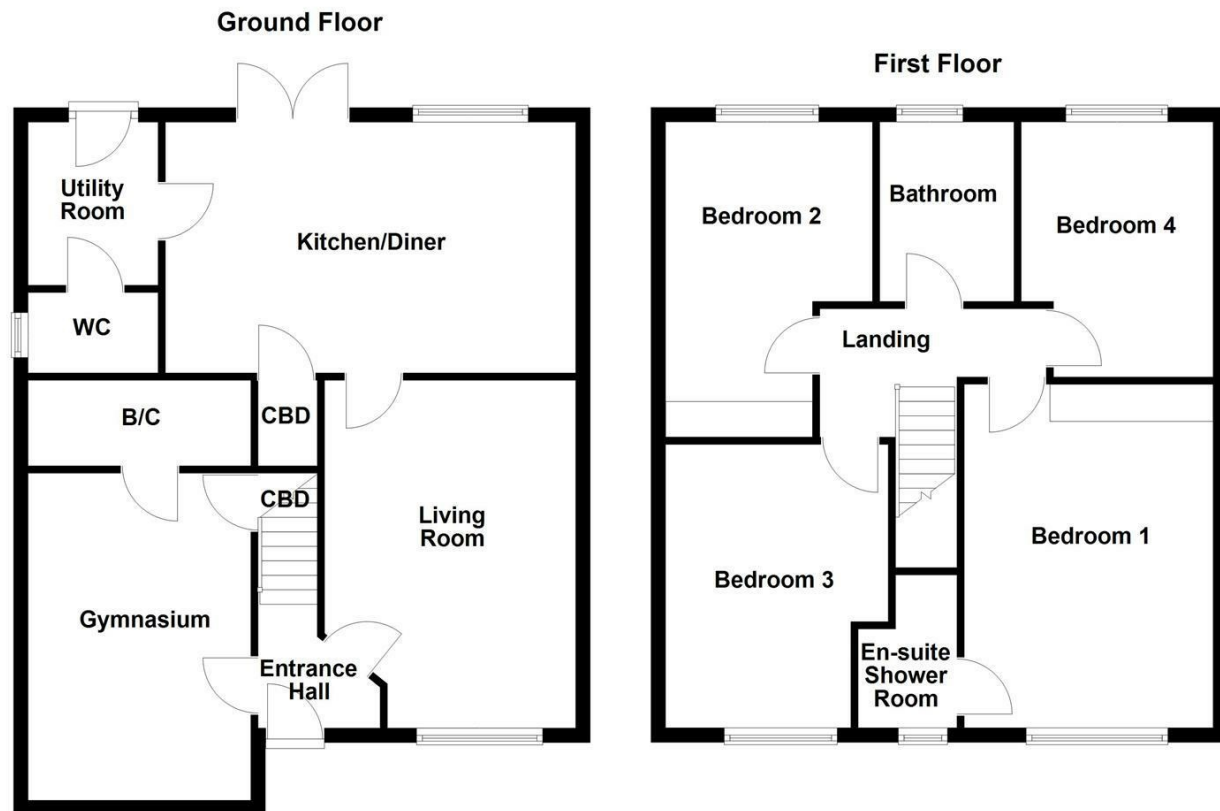 Ground Floor
Utility
Room
Kitchen/Diner
WC
B/C
CBD
CBD
Living
Room
Gymnasium
Entrance
Hall
First Floor
Bedroom 2
Bathroom
Bedroom 4
Landing
Bedroom 3
Bedroom 1
En-suite
Shower
Room